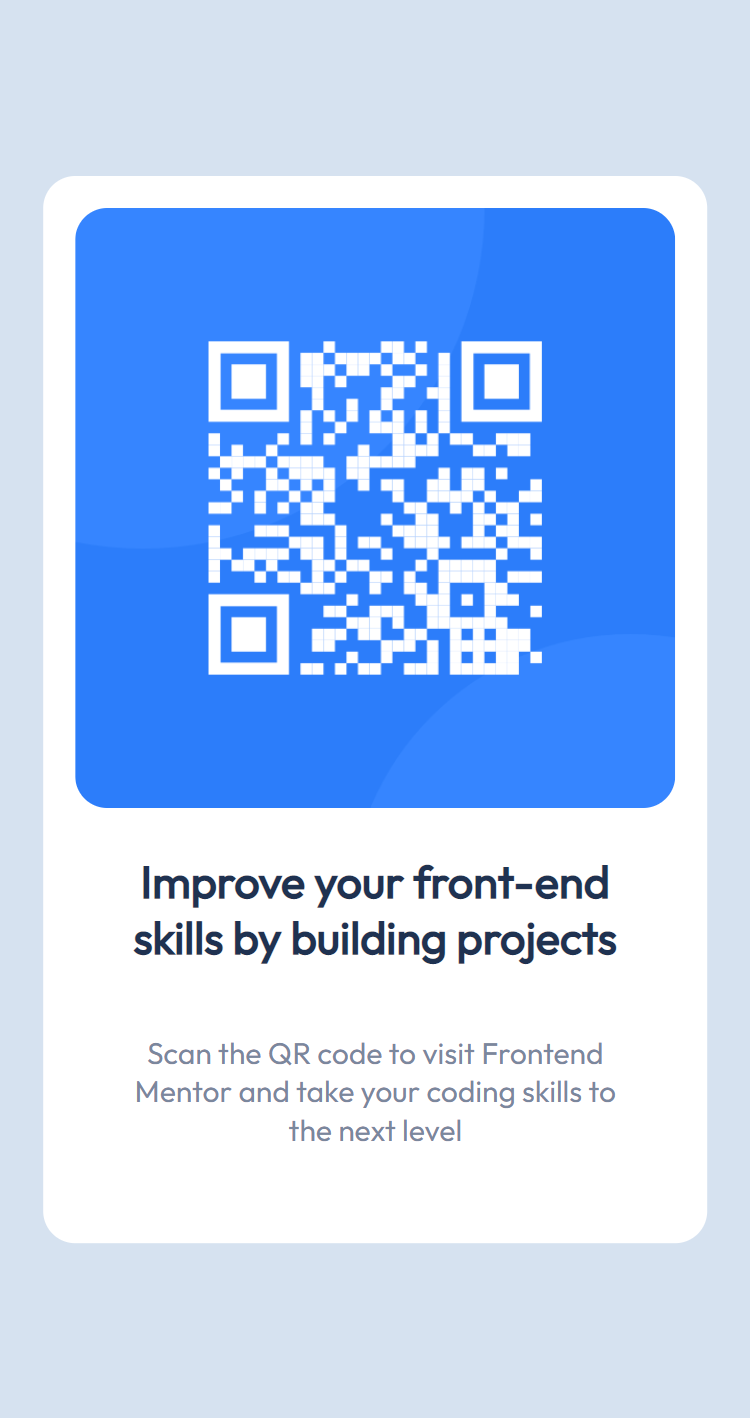 Improve your front-end
skills by building projects
Scan the QR code to visit Frontend
Mentor and take your coding skills to
the next level